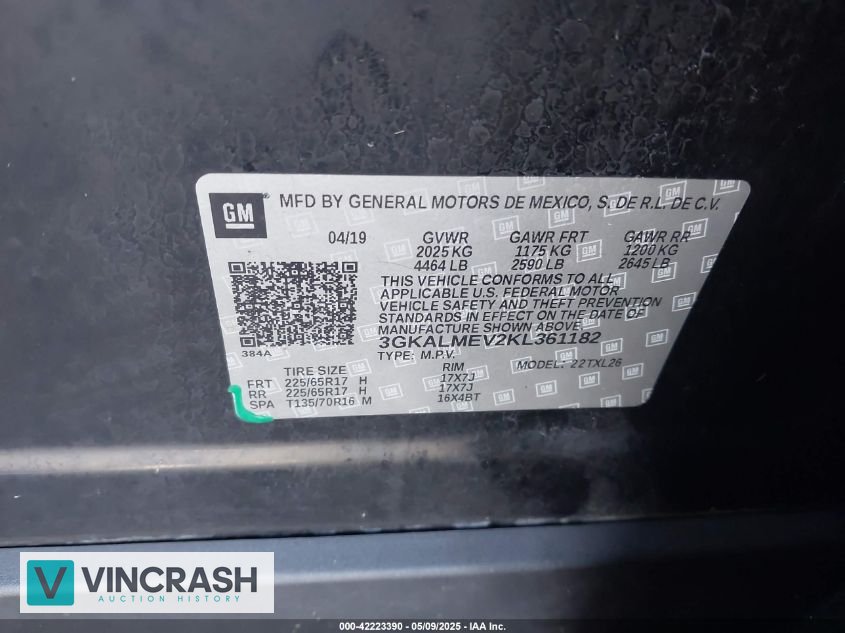 GM MFD BY GENERAL MOTORS DE MEXICO, S. DE R.L. DE C.V.
04/19 GVWR GAWR FRT GAWR RR
2025 KG 1175 KG 1200 KG
4464 LB 2590 LB 2645 LB
THIS VEHICLE CONFORMS TO ALL
APPLICABLE U.S. FEDERAL MOTOR
VEHICLE SAFETY AND THEFT PREVENTION
STANDARDS IN EFFECT ON THE DATE OF
MANUFACTURE SHOWN ABOVE
3GKALMEV2KL361182
384A
TYPE: M.P.V. MODEL: 22TXL26
TIRE SIZE RIM
FRT 225/65R17 H 17X7J
RR 225/65R17 H 17X7J
SPA T135/70R16 M 16X4BT
VINCRASH
AUCTION HISTORY
000-42223390 - 05/09/2025 - IAA Inc.